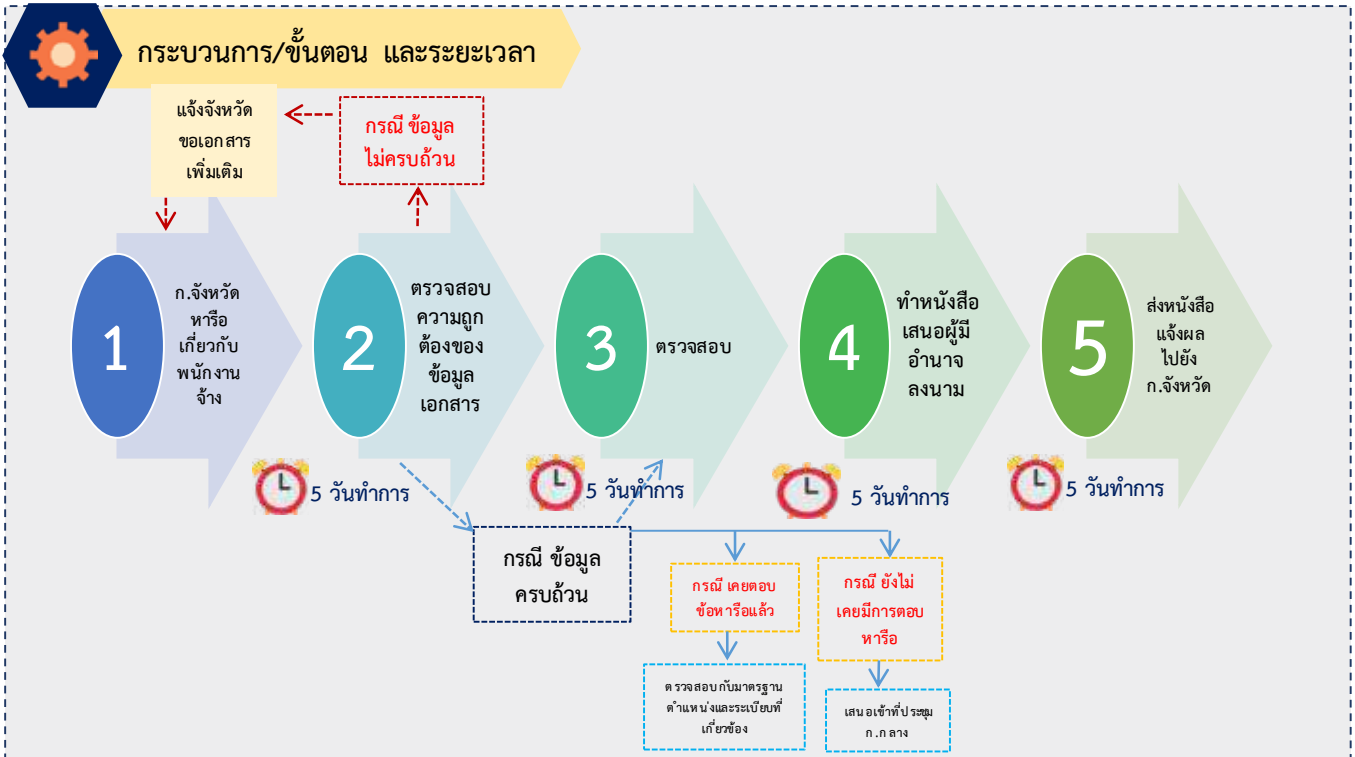 กระบวนการ/ขั้นตอน และระยะเวลา
แจ้งจังหวัด
ขอเอกสาร
เพิ่มเติม
กรณี ข้อมูล
ไม่ครบถ้วน
1
ก.จังหวัด
หารือ
เกี่ยวกับ
พนักงาน
จ้าง
2
ตรวจสอบ
ความถูก
ต้องของ
ข้อมูล
เอกสาร
3
ตรวจสอบ
4
ทำหนังสือ
เสนอผู้มี
อำนาจ
ลงนาม
5
ส่งหนังสือ
แจ้งผล
ไปยัง
ก.จังหวัด
5 วันทำการ
5 วันทำการ
5 วันทำการ
5 วันทำการ
กรณี ข้อมูล
ครบถ้วน
กรณี เคยตอบ
ข้อหารือแล้ว
กรณี ยังไม่
เคยมีการตอบ
หารือ
ตรวจสอบกับมาตรฐาน
ตำแหน่งและระเบียบที่
เกี่ยวข้อง
เสนอเข้าที่ประชุม
ก.กลาง